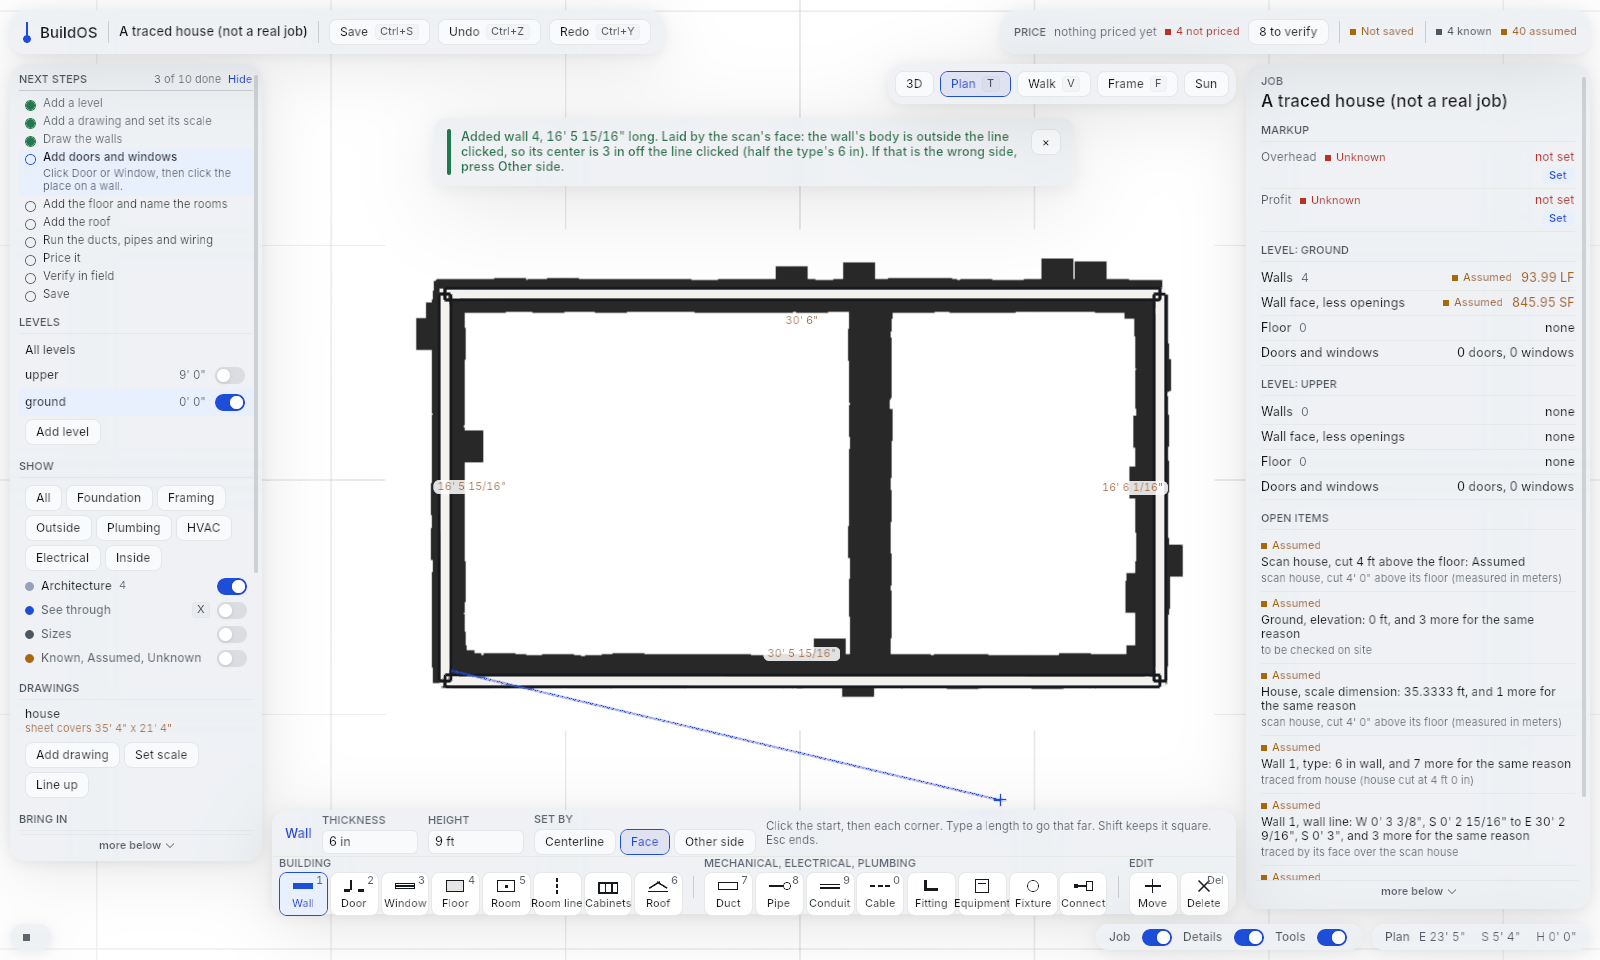 BuildOS
A traced house (not a real job)
Save Ctrl+S
Undo Ctrl+Z
Redo Ctrl+Y
PRICE nothing priced yet 4 not priced 8 to verify Not saved 4 known 40 assumed
NEXT STEPS 3 of 10 done Hide
Add a level
Add a drawing and set its scale
Draw the walls
Add doors and windows
Click Door or Window, then click the
place on a wall.
Add the floor and name the rooms
Add the roof
Run the ducts, pipes and wiring
Price it
Verify in field
Save
LEVELS
All levels
upper 9' 0"
ground 0' 0"
Add level
SHOW
All Foundation Framing
Outside Plumbing HVAC
Electrical Inside
Architecture 4
See through X
Sizes
Known, Assumed, Unknown
DRAWINGS
house
sheet covers 35' 4" x 21' 4"
Add drawing Set scale
Line up
BRING IN
more below
3D Plan T Walk V Frame F Sun
Added wall 4, 16' 5 15/16" long. Laid by the scan's face: the wall's body is outside the line
clicked, so its center is 3 in off the line clicked (half the type's 6 in). If that is the wrong side,
press Other side.
×
30' 6"
16' 5 15/16"
16' 6 1/16"
30' 5 15/16"
Wall
THICKNESS
6 in
HEIGHT
9 ft
SET BY
Centerline Face Other side
Click the start, then each corner. Type a length to go that far. Shift keeps it square.
Esc ends.
BUILDING
Wall 1
Door 2
Window 3
Floor 4
Room 5
Room line
Cabinets
Roof 6
MECHANICAL, ELECTRICAL, PLUMBING
Duct 7
Pipe 8
Conduit 9
Cable 0
Fitting
Equipment
Fixture
Connect
EDIT
Move
Delete Del
JOB
A traced house (not a real job)
MARKUP
Overhead Unknown not set
Set
Profit Unknown not set
Set
LEVEL: GROUND
Walls 4 Assumed 93.99 LF
Wall face, less openings Assumed 845.95 SF
Floor 0 none
Doors and windows 0 doors, 0 windows
LEVEL: UPPER
Walls 0 none
Wall face, less openings none
Floor 0 none
Doors and windows 0 doors, 0 windows
OPEN ITEMS
Assumed
Scan house, cut 4 ft above the floor: Assumed
scan house, cut 4' 0" above its floor (measured in meters)
Assumed
Ground, elevation: 0 ft, and 3 more for the same
reason
to be checked on site
Assumed
House, scale dimension: 35.3333 ft, and 1 more for
the same reason
scan house, cut 4' 0" above its floor (measured in meters)
Assumed
Wall 1, type: 6 in wall, and 7 more for the same reason
traced from house (house cut at 4 ft 0 in)
Assumed
Wall 1, wall line: W 0' 3 3/8", S 0' 2 15/16" to E 30' 2
9/16", S 0' 3", and 3 more for the same reason
traced by its face over the scan house
Assumed
more below
Job Details Tools
Plan E 23' 5" S 5' 4" H 0' 0"